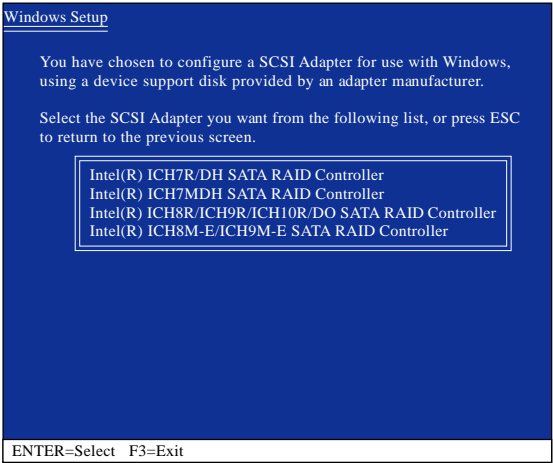 Windows Setup
You have chosen to configure a SCSI Adapter for use with Windows,
using a device support disk provided by an adapter manufacturer.
Select the SCSI Adapter you want from the following list, or press ESC
to return to the previous screen.
Intel(R) ICH7R/DH SATA RAID Controller
Intel(R) ICH7MDH SATA RAID Controller
Intel(R) ICH8R/ICH9R/ICH10R/DO SATA RAID Controller
Intel(R) ICH8M-E/ICH9M-E SATA RAID Controller
ENTER=Select F3=Exit